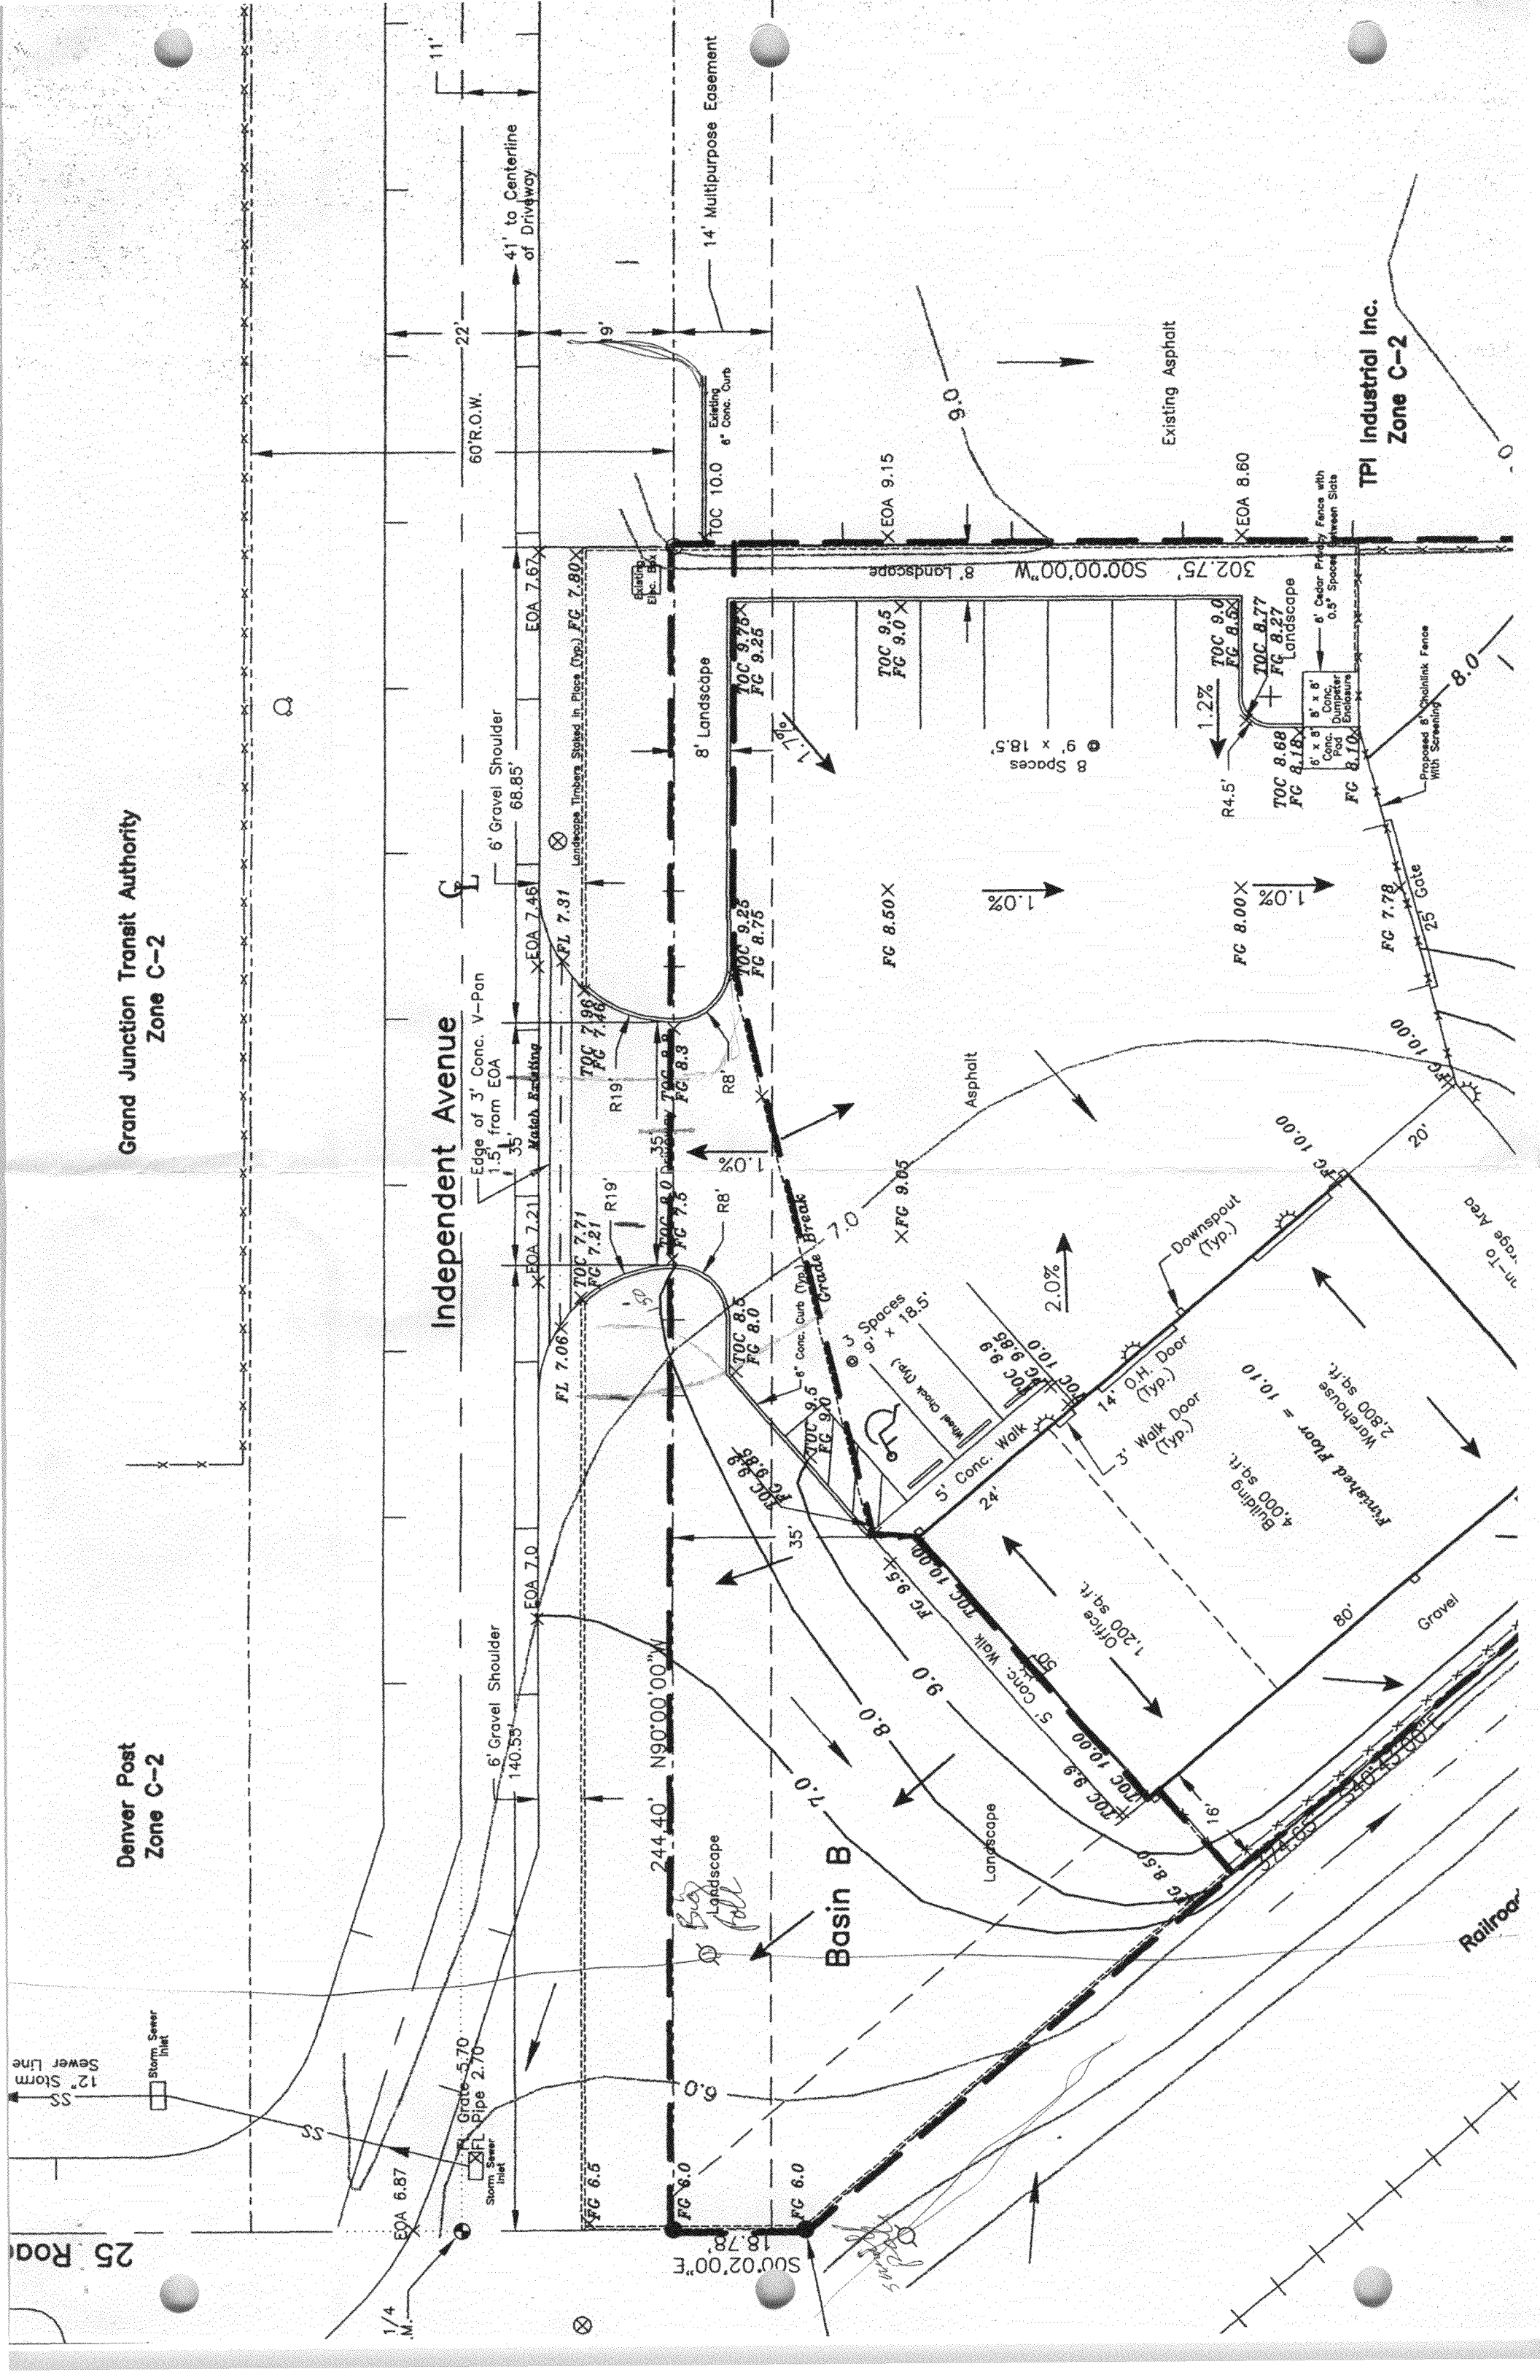 Grand Junction Transit Authority
Zone C-2
Denver Post
Zone C-2
TPI Industrial Inc.
Zone C-2
25 Road
12" Storm
Sewer Line
SS
Storm Sewer
Inlet
SS
Grate 5.70
FL Pipe 2.70
Storm Sewer
Inlet
EOA 6.87
1/4
.M.
Independent Avenue
CL
11'
22'
60'R.O.W.
9'
41' to Centerline
of Driveway
14' Multipurpose Easement
6' Gravel Shoulder
68.85'
6' Gravel Shoulder
140.55'
Edge of 3' Conc. V-Pan
1.5' from EOA
35'
Match Existing
EOA 7.67
FG 7.80
Landscape Timbers Staked In Place (Typ.)
Existing
Elec. Box
Existing
6" Conc. Curb
TOC 10.0
EOA 7.46
FL 7.31
EOA 7.21
FL 7.06
EOA 7.0
TOC 7.96
FG 7.46
TOC 7.71
FG 7.21
R19'
R19'
R8'
R8'
35' Driveway
TOC 8.8
FG 8.3
TOC 8.0
FG 7.5
TOC 8.5
FG 8.0
1.0%
8' Landscape
TOC 9.75
FG 9.25
TOC 9.25
FG 8.75
1.7%
8' Landscape
S00°00'00"W
302.75'
EOA 9.15
EOA 8.60
9.0
Existing Asphalt
TOC 9.5
FG 9.0
TOC 9.0
FG 8.5
TOC 8.77
FG 8.27
Landscape
6' Cedar Privacy Fence with
0.5" Spaces Between Slats
1.2%
8 Spaces
@ 9' x 18.5'
R4.5'
TOC 8.68
FG 8.18
6' x 8'
Conc.
Pad
8' x 8'
Conc.
Dumpster
Enclosure
FG 8.10
Proposed 6' Chainlink Fence
With Screening
8.0
FG 8.50
1.0%
FG 8.00
1.0%
FG 7.78
25' Gate
FG 10.00
Asphalt
FG 9.05
7.0
Grade Break
6" Conc. Curb (Typ.)
2.0%
3 Spaces
@ 9' x 18.5'
Wheel Chock (Typ.)
TOC 9.5
FG 9.0
TOC 9.9
FG 9.85
TOC 9.9
FG 9.85
TOC 10.0
TOC
5' Conc. Walk
24'
14' O.H. Door
(Typ.)
3' Walk Door
(Typ.)
Downspout
(Typ.)
FG 10.00
20'
Building
4,000 sq.ft.
Finished Floor = 10.10
Warehouse
2,800 sq.ft.
Office
1,200 sq.ft.
50'
80'
Gravel
TOC 10.00
FG 9.5
5' Conc. Walk
TOC 10.00
TOC 9.9
TOC
16'
FG 8.50
35'
9.0
8.0
7.0
6.0
244.40'
N90°00'00"W
Landscape
Big
Pole
Landscape
Basin B
FG 6.5
FG 6.0
FG 6.0
S00°02'00"E
18.78'